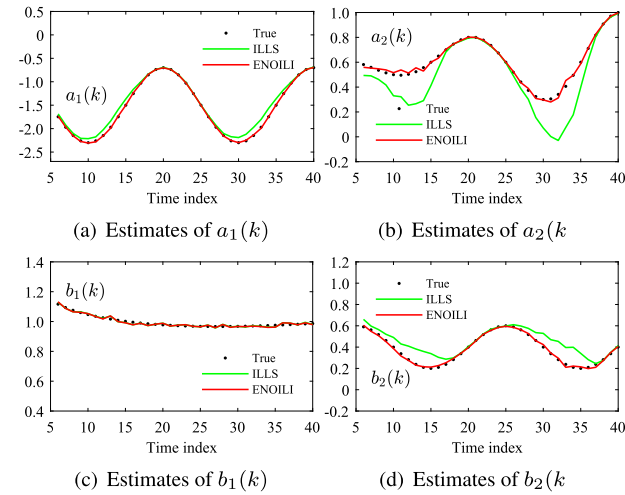 0.5
0
-0.5
-1.0
-1.5
-2.0
-2.5
5 10 15 20 25 30 35 40
True
ILLS
ENOILI
a₁(k)
Time index
(a) Estimates of a₁(k)
1.0
0.8
0.6
0.4
0.2
0
-0.2
5 10 15 20 25 30 35 40
a₂(k)
True
ILLS
ENOILI
Time index
(b) Estimates of a₂(k
1.4
1.2
1.0
0.8
0.6
0.4
5 10 15 20 25 30 35 40
b₁(k)
True
ILLS
ENOILI
Time index
(c) Estimates of b₁(k)
1.2
1.2
1.0
0.8
0.6
0.4
0
-0.2
5 10 15 20 25 30 35 40
True
ILLS
ENOILI
b₂(k)
Time index
(d) Estimates of b₂(k